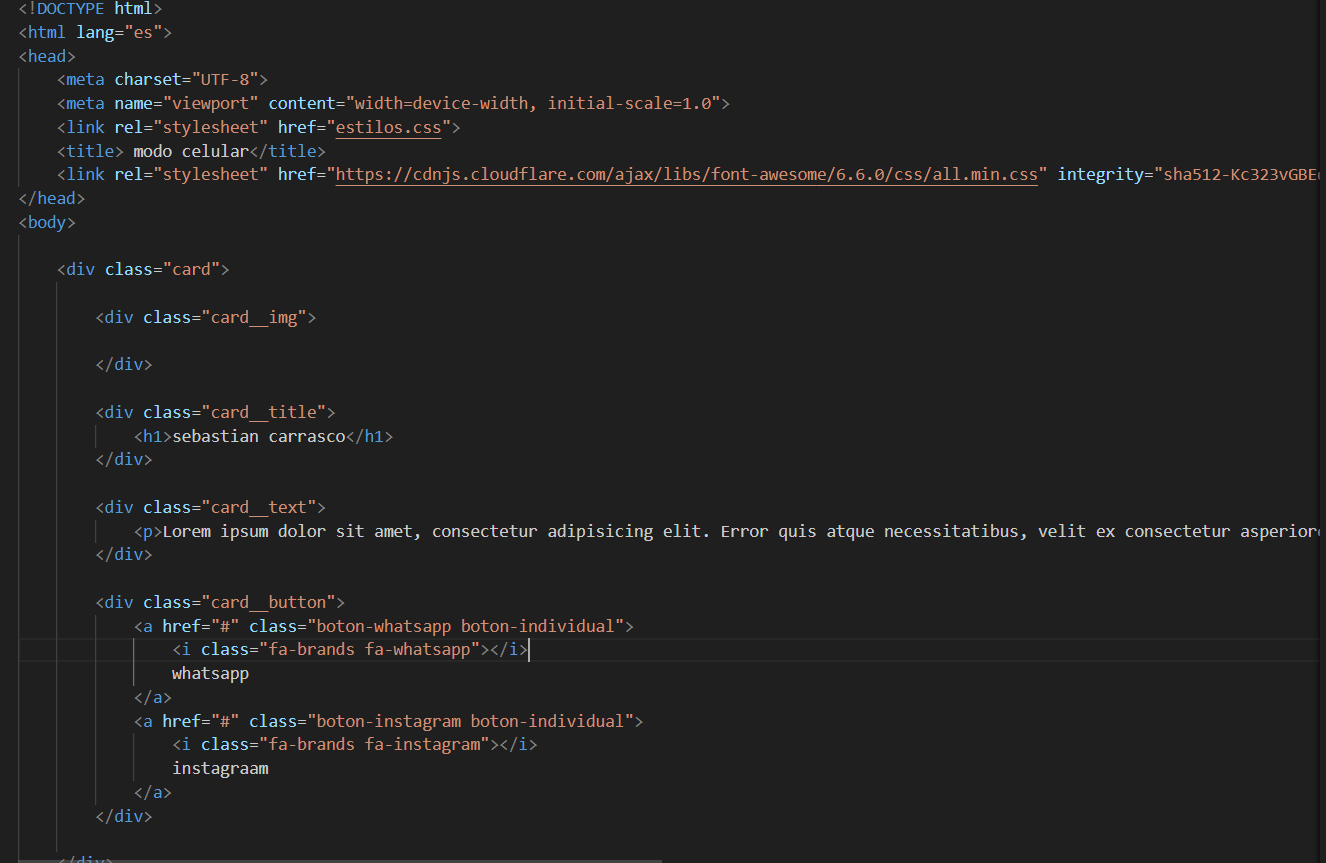 <!DOCTYPE html>
<html lang="es">
<head>
<meta charset="UTF-8">
<meta name="viewport" content="width=device-width, initial-scale=1.0">
<link rel="stylesheet" href="estilos.css">
<title> modo celular</title>
<link rel="stylesheet" href="https://cdnjs.cloudflare.com/ajax/libs/font-awesome/6.6.0/css/all.min.css" integrity="sha512-Kc323vGBE
</head>
<body>
<div class="card">
<div class="card__img">
</div>
<div class="card__title">
<h1>sebastian carrasco</h1>
</div>
<div class="card__text">
<p>Lorem ipsum dolor sit amet, consectetur adipisicing elit. Error quis atque necessitatibus, velit ex consectetur asperior
</div>
<div class="card__button">
<a href="#" class="boton-whatsapp boton-individual">
<i class="fa-brands fa-whatsapp"></i>
whatsapp
</a>
<a href="#" class="boton-instagram boton-individual">
<i class="fa-brands fa-instagram"></i>
instagraam
</a>
</div>
</div>